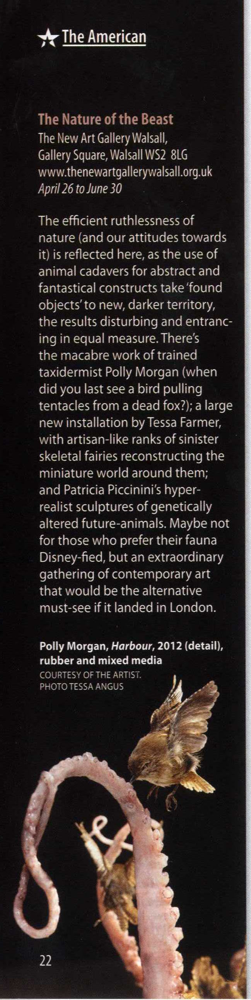 The American
The Nature of the Beast
The New Art Gallery Walsall,
Gallery Square, Walsall WS2 8LG
www.thenewartgallerywalsall.org.uk
April 26 to June 30
The efficient ruthlessness of
nature (and our attitudes towards
it) is reflected here, as the use of
animal cadavers for abstract and
fantastical constructs take ‘found
objects’ to new, darker territory,
the results disturbing and entranc-
ing in equal measure. There’s
the macabre work of trained
taxidermist Polly Morgan (when
did you last see a bird pulling
tentacles from a dead fox?); a large
new installation by Tessa Farmer,
with artisan-like ranks of sinister
skeletal fairies reconstructing the
miniature world around them;
and Patricia Piccinini’s hyper-
realist sculptures of genetically
altered future-animals. Maybe not
for those who prefer their fauna
Disney-fied, but an extraordinary
gathering of contemporary art
that would be the alternative
must-see if it landed in London.
Polly Morgan, Harbour, 2012 (detail),
rubber and mixed media
COURTESY OF THE ARTIST.
PHOTO TESSA ANGUS
22